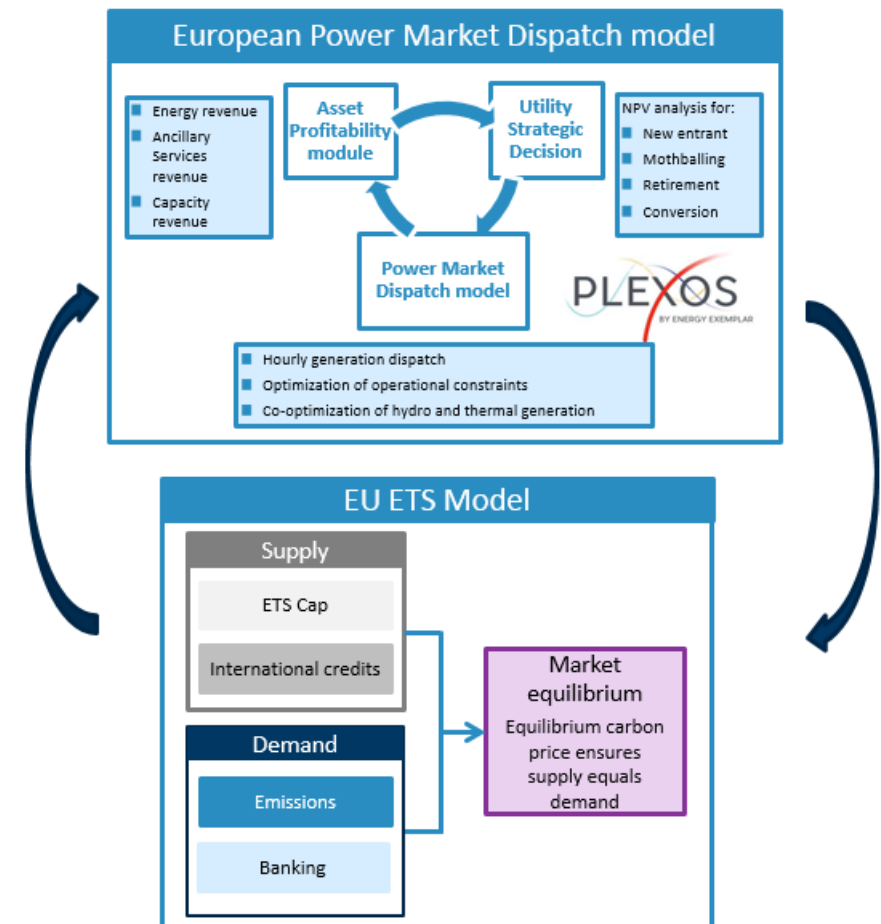 European Power Market Dispatch model
Energy revenue
Ancillary
Services
revenue
Capacity
revenue
Asset
Profitability
module
Utility
Strategic
Decision
NPV analysis for:
New entrant
Mothballing
Retirement
Conversion
Power Market
Dispatch model
PLEXOS
BY ENERGY EXEMPLAR
Hourly generation dispatch
Optimization of operational constraints
Co-optimization of hydro and thermal generation
EU ETS Model
Supply
ETS Cap
International credits
Demand
Emissions
Banking
Market
equilibrium
Equilibrium carbon
price ensures
supply equals
demand